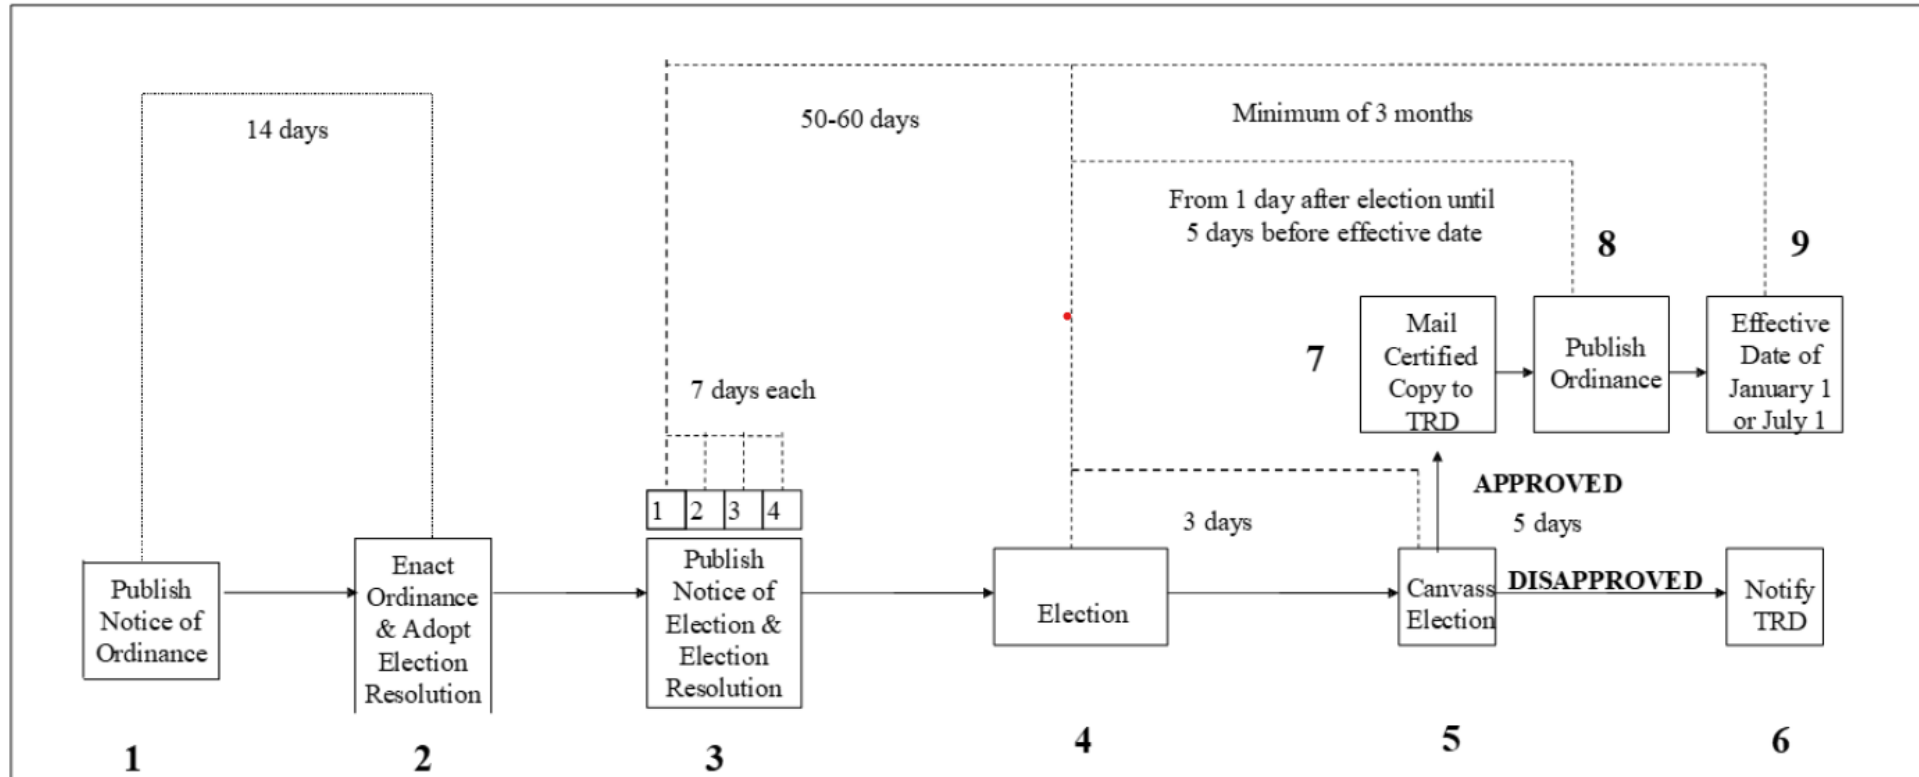 14 days
50-60 days
Minimum of 3 months
From 1 day after election until
5 days before effective date
8
9
7
Mail
Certified
Copy to
TRD
Publish
Ordinance
Effective
Date of
January 1
or July 1
7 days each
1 2 3 4
APPROVED
3 days
5 days
Publish
Notice of
Ordinance
Enact
Ordinance
& Adopt
Election
Resolution
Publish
Notice of
Election &
Election
Resolution
Election
Canvass
Election
DISAPPROVED
Notify
TRD
1
2
3
4
5
6